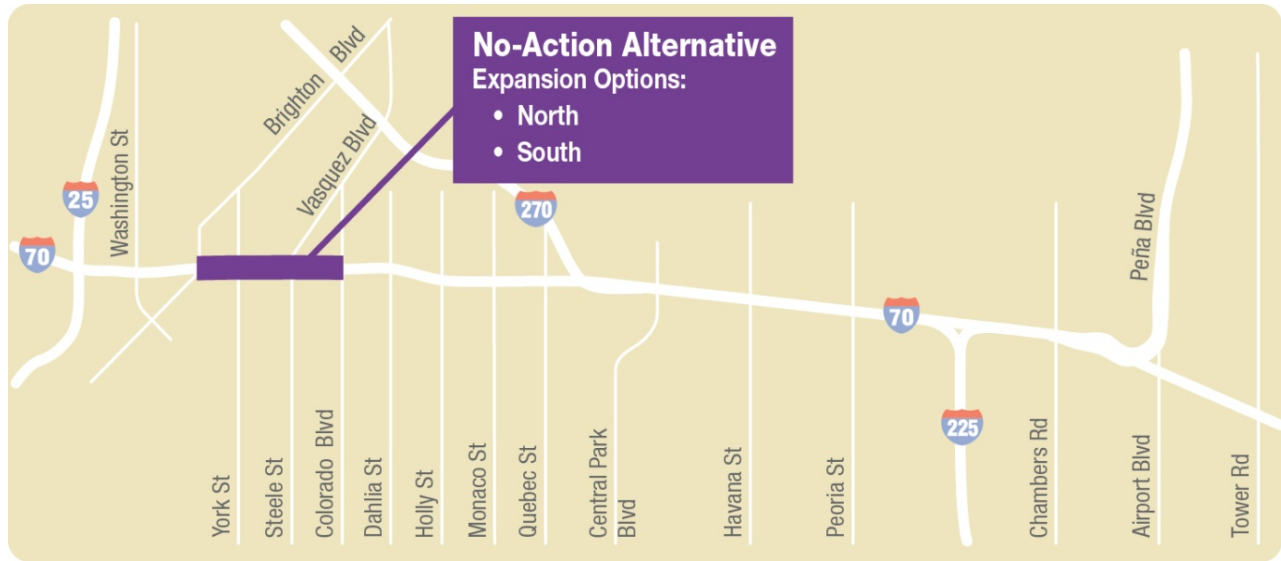 No-Action Alternative
Expansion Options:
• North
• South
Brighton Blvd
Vasquez Blvd
Washington St
25
70
270
70
225
Peña Blvd
York St
Steele St
Colorado Blvd
Dahlia St
Holly St
Monaco St
Quebec St
Central Park
Blvd
Havana St
Peoria St
Chambers Rd
Airport Blvd
Tower Rd